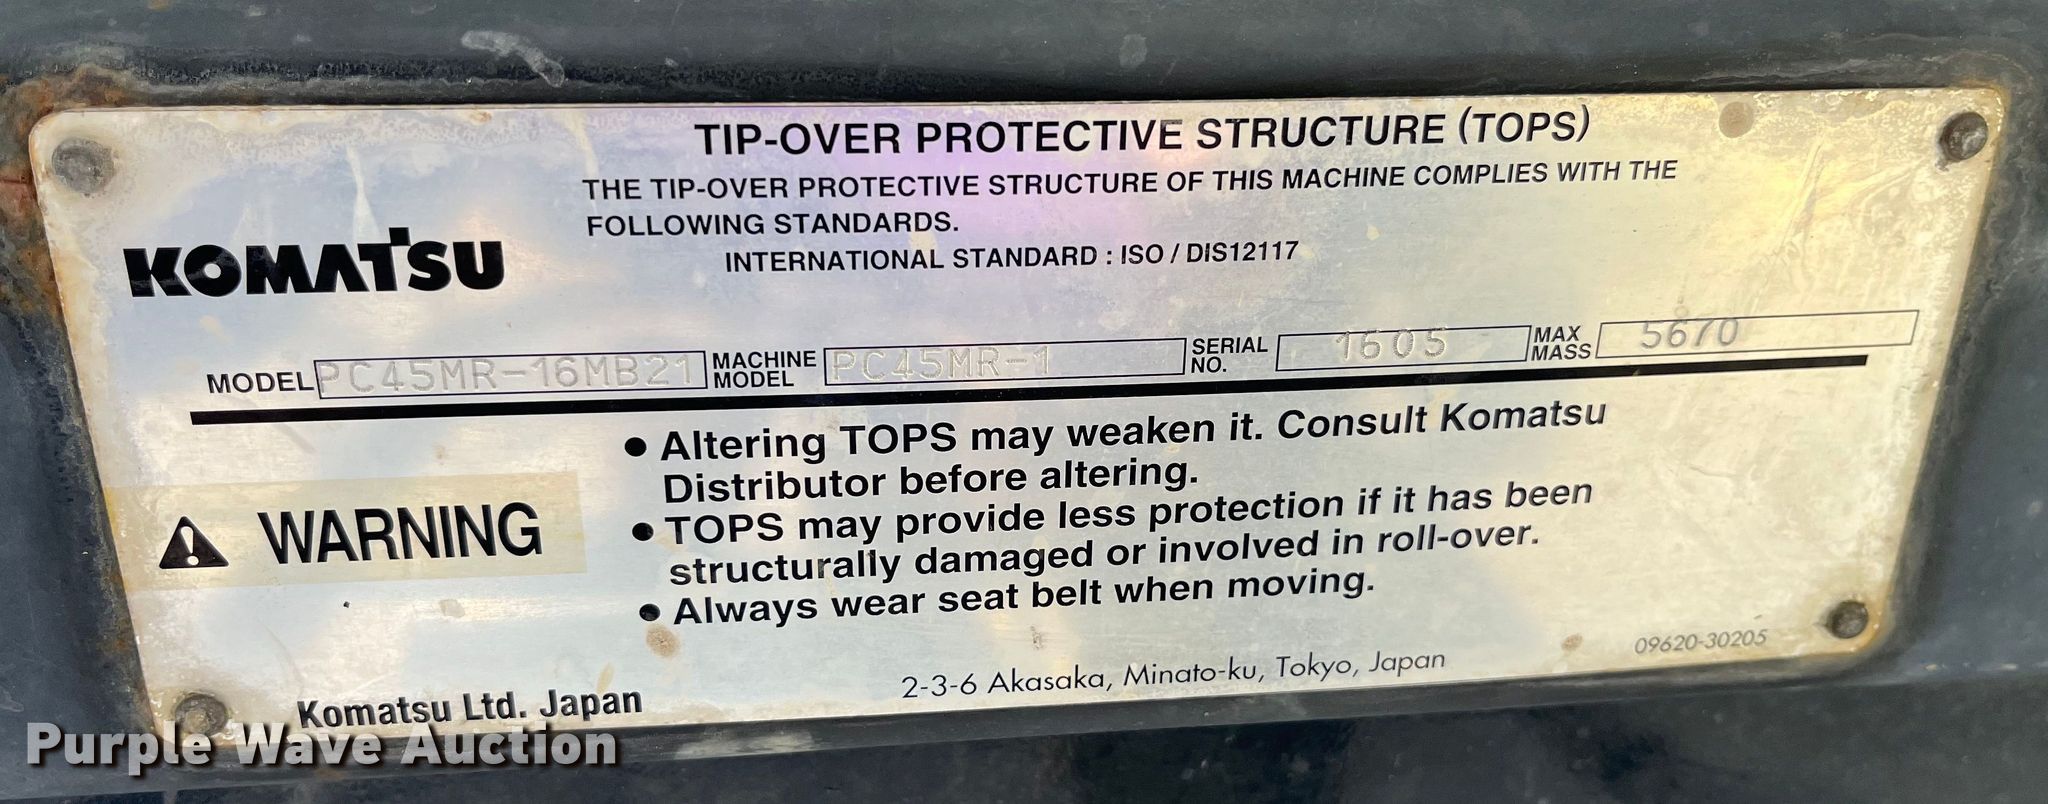 TIP-OVER PROTECTIVE STRUCTURE (TOPS)
THE TIP-OVER PROTECTIVE STRUCTURE OF THIS MACHINE COMPLIES WITH THE
FOLLOWING STANDARDS.
INTERNATIONAL STANDARD : ISO / DIS12117
KOMATSU
MODEL PC45MR-16MB21 MACHINE MODEL PC45MR-1 SERIAL NO. 1605 MAX MASS 5670
⚠ WARNING
● Altering TOPS may weaken it. Consult Komatsu
Distributor before altering.
● TOPS may provide less protection if it has been
structurally damaged or involved in roll-over.
● Always wear seat belt when moving.
09620-30205
Komatsu Ltd. Japan
2-3-6 Akasaka, Minato-ku, Tokyo, Japan
Purple Wave Auction